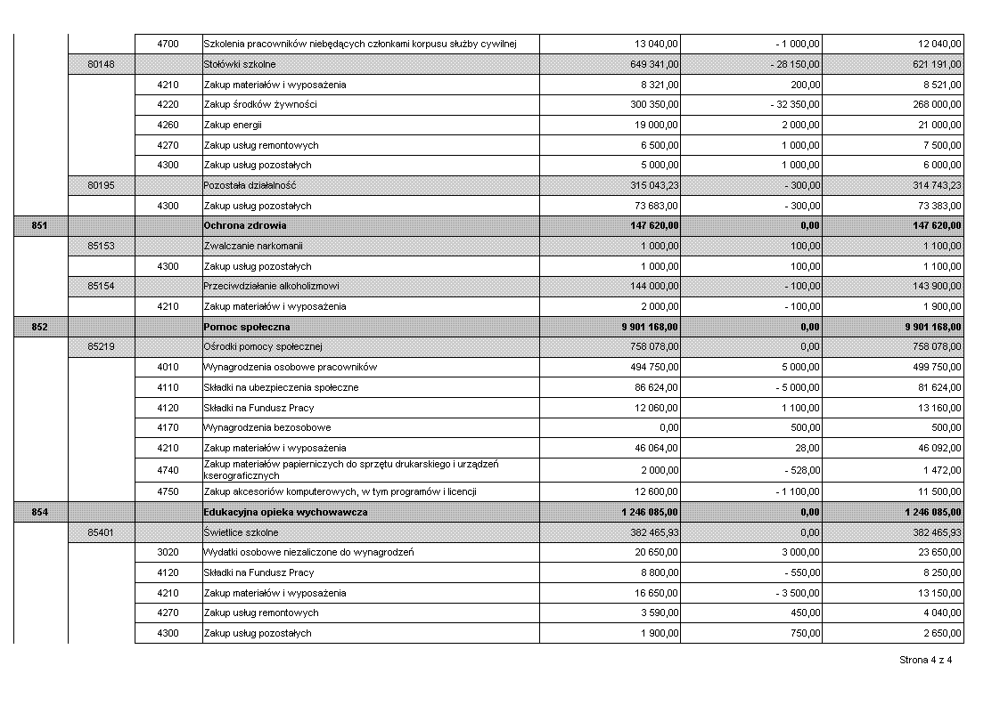 4700 Szkolenia pracowników niebędących członkami korpusu służby cywilnej 13 040,00 - 1 000,00 12 040,00
80148 Stołówki szkolne 649 341,00 - 28 150,00 621 191,00
4210 Zakup materiałów i wyposażenia 8 321,00 200,00 8 521,00
4220 Zakup środków żywności 300 350,00 - 32 350,00 268 000,00
4260 Zakup energii 19 000,00 2 000,00 21 000,00
4270 Zakup usług remontowych 6 500,00 1 000,00 7 500,00
4300 Zakup usług pozostałych 5 000,00 1 000,00 6 000,00
80195 Pozostała działalność 315 043,23 - 300,00 314 743,23
4300 Zakup usług pozostałych 73 683,00 - 300,00 73 383,00
851 Ochrona zdrowia 147 620,00 0,00 147 620,00
85153 Zwalczanie narkomanii 1 000,00 100,00 1 100,00
4300 Zakup usług pozostałych 1 000,00 100,00 1 100,00
85154 Przeciwdziałanie alkoholizmowi 144 000,00 - 100,00 143 900,00
4210 Zakup materiałów i wyposażenia 2 000,00 - 100,00 1 900,00
852 Pomoc społeczna 9 901 168,00 0,00 9 901 168,00
85219 Ośrodki pomocy społecznej 758 078,00 0,00 758 078,00
4010 Wynagrodzenia osobowe pracowników 494 750,00 5 000,00 499 750,00
4110 Składki na ubezpieczenia społeczne 86 624,00 - 5 000,00 81 624,00
4120 Składki na Fundusz Pracy 12 060,00 1 100,00 13 160,00
4170 Wynagrodzenia bezosobowe 0,00 500,00 500,00
4210 Zakup materiałów i wyposażenia 46 064,00 28,00 46 092,00
4740 Zakup materiałów papierniczych do sprzętu drukarskiego i urządzeń
kserograficznych 2 000,00 - 528,00 1 472,00
4750 Zakup akcesoriów komputerowych, w tym programów i licencji 12 600,00 - 1 100,00 11 500,00
854 Edukacyjna opieka wychowawcza 1 246 085,00 0,00 1 246 085,00
85401 Świetlice szkolne 382 465,93 0,00 382 465,93
3020 Wydatki osobowe niezaliczone do wynagrodzeń 20 650,00 3 000,00 23 650,00
4120 Składki na Fundusz Pracy 8 800,00 - 550,00 8 250,00
4210 Zakup materiałów i wyposażenia 16 650,00 - 3 500,00 13 150,00
4270 Zakup usług remontowych 3 590,00 450,00 4 040,00
4300 Zakup usług pozostałych 1 900,00 750,00 2 650,00
Strona 4 z 4